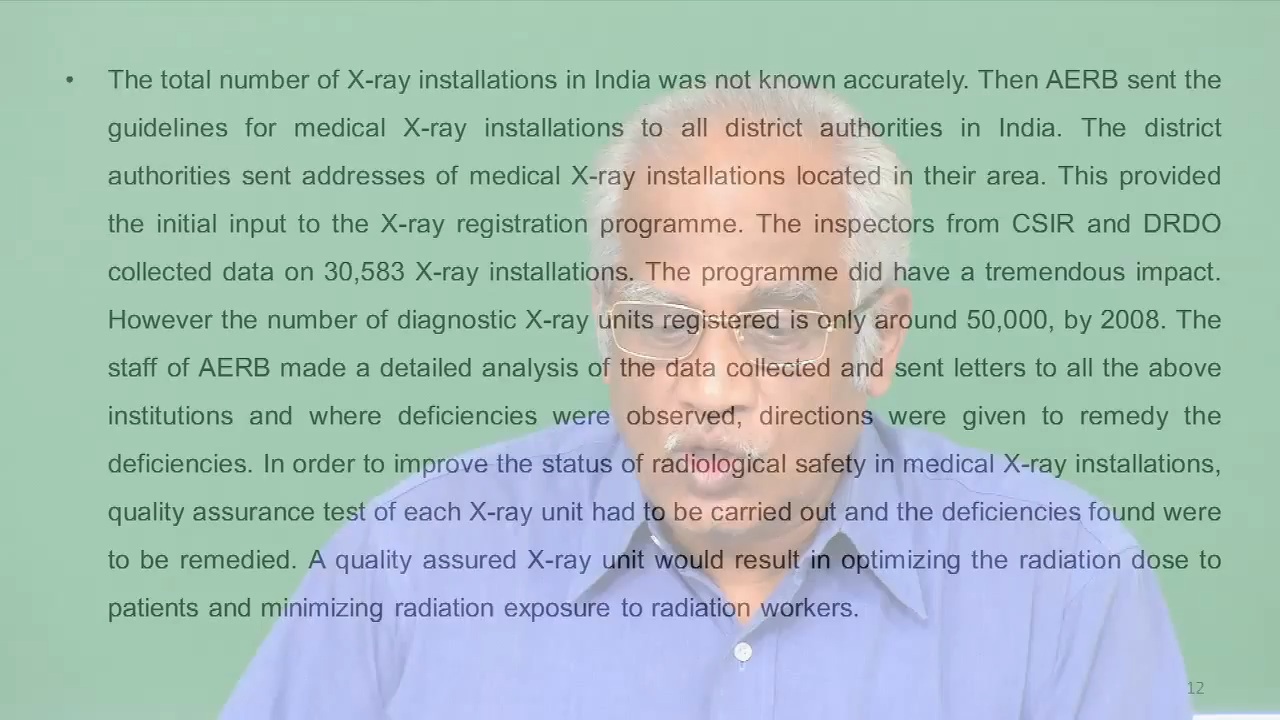 • The total number of X-ray installations in India was not known accurately. Then AERB sent the
guidelines for medical X-ray installations to all district authorities in India. The district
authorities sent addresses of medical X-ray installations located in their area. This provided
the initial input to the X-ray registration programme. The inspectors from CSIR and DRDO
collected data on 30,583 X-ray installations. The programme did have a tremendous impact.
However the number of diagnostic X-ray units registered is only around 50,000, by 2008. The
staff of AERB made a detailed analysis of the data collected and sent letters to all the above
institutions and where deficiencies were observed, directions were given to remedy the
deficiencies. In order to improve the status of radiological safety in medical X-ray installations,
quality assurance test of each X-ray unit had to be carried out and the deficiencies found were
to be remedied. A quality assured X-ray unit would result in optimizing the radiation dose to
patients and minimizing radiation exposure to radiation workers.
12